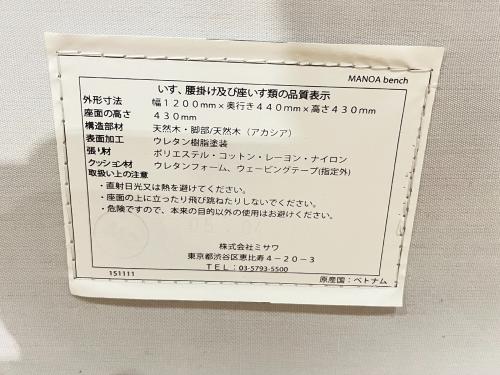 MANOA bench
いす、腰掛け及び座いす類の品質表示
外形寸法 幅1200mm×奥行き440mm×高さ430mm
座面の高さ 430mm
構造部材 天然木・脚部/天然木（アカシア）
表面加工 ウレタン樹脂塗装
張り材 ポリエステル・コットン・レーヨン・ナイロン
クッション材 ウレタンフォーム、ウェービングテープ(指定外)
取扱い上の注意
・直射日光又は熱を避けてください。
・座面の上に立ったり飛び跳ねたりしないでください。
・危険ですので、本来の目的以外の使用はお避けください。
株式会社ミサワ
東京都渋谷区恵比寿4－20－3
TEL：03-5793-5500
151111
原産国：ベトナム